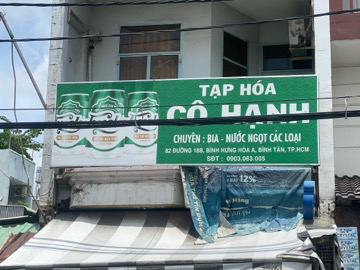 TẠP HÓA
CÔ HẠNH
CHUYÊN : BIA - NƯỚC NGỌT CÁC LOẠI
82 ĐƯỜNG 18B, BÌNH HƯNG HÒA A, BÌNH TÂN, TP.HCM
SĐT : 0903.063.005
12%